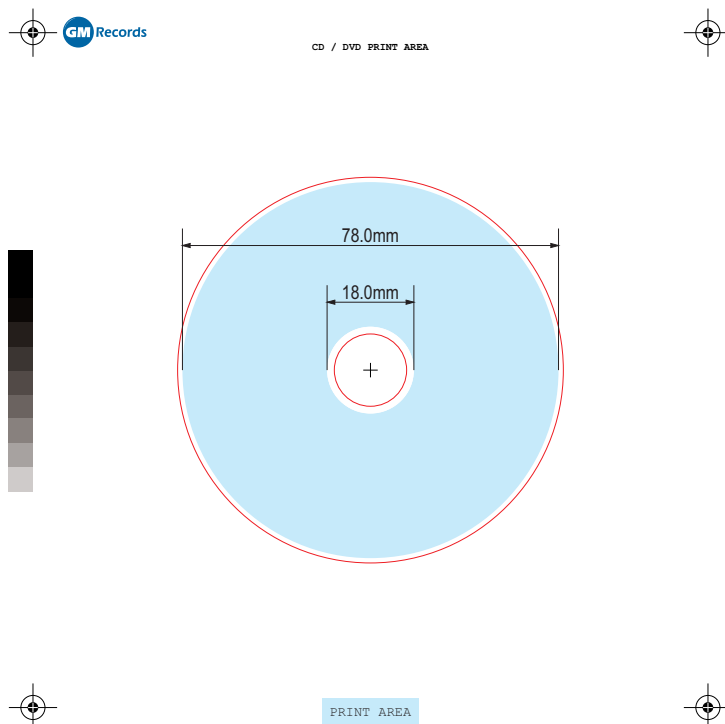 GM Records
CD / DVD PRINT AREA
78.0mm
18.0mm
PRINT AREA